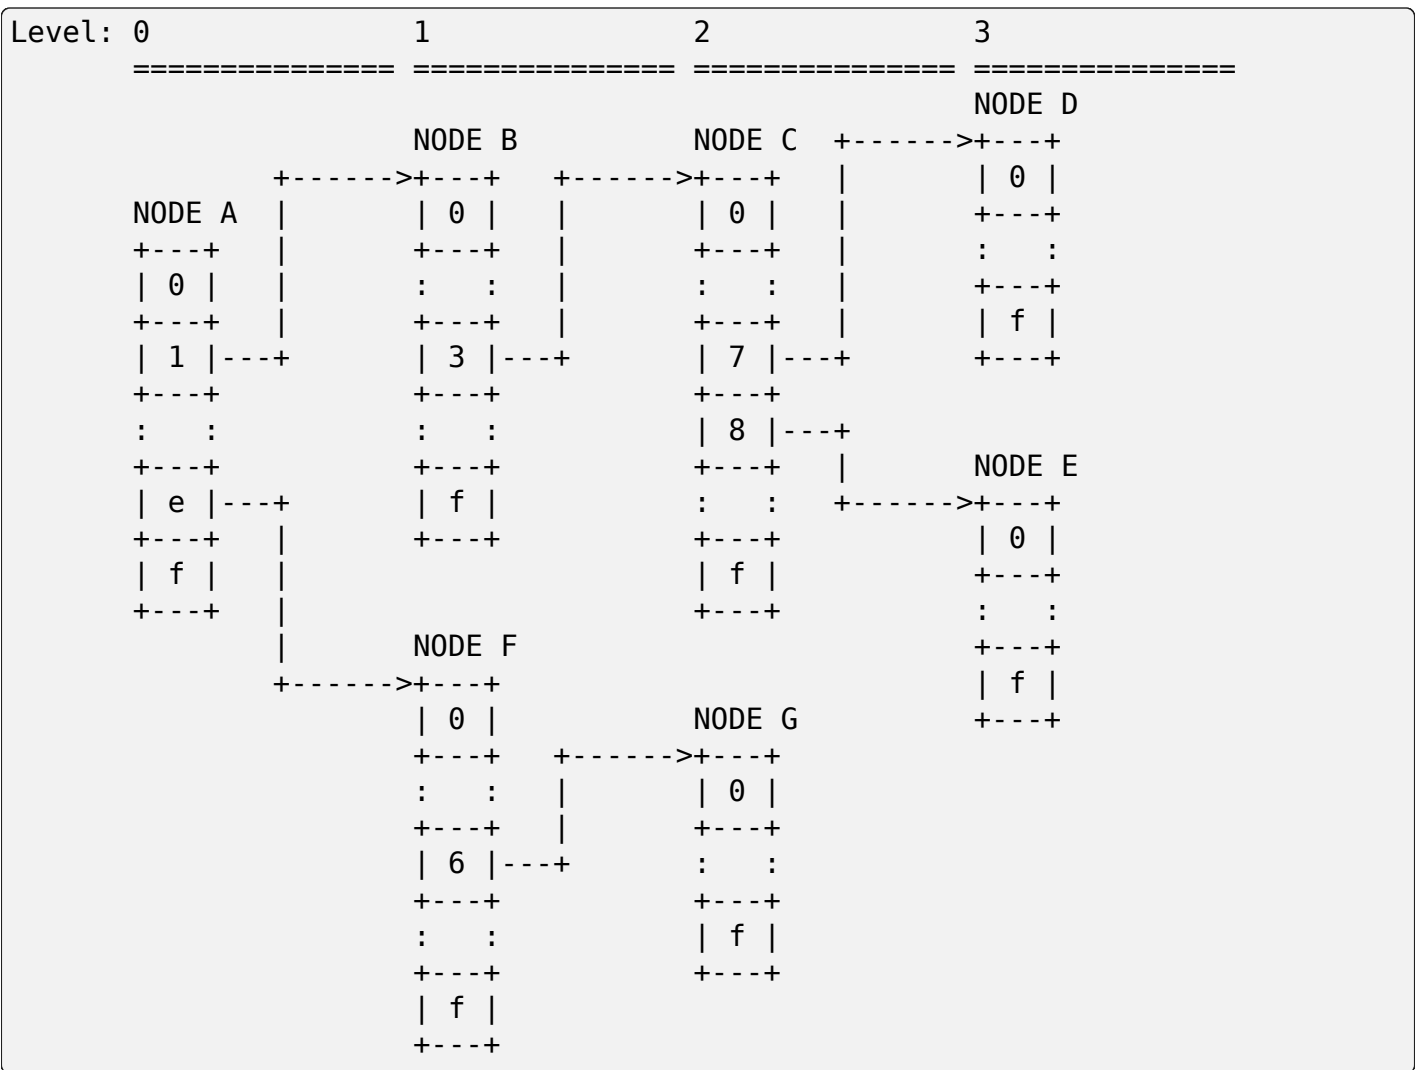 Level: 0               1               2               3
       =============== =============== =============== ===============
                                                       NODE D
                       NODE B          NODE C  +------>+---+
               +------>+---+   +------>+---+   |       | 0 |
       NODE A  |       | 0 |   |       | 0 |   |       +---+
       +---+   |       +---+   |       +---+   |       :   :
       | 0 |   |       :   :   |       :   :   |       +---+
       +---+   |       +---+   |       +---+   |       | f |
       | 1 |---+       | 3 |---+       | 7 |---+       +---+
       +---+           +---+           +---+
       :   :           :   :           | 8 |---+
       +---+           +---+           +---+   |       NODE E
       | e |---+       | f |           :   :   +------>+---+
       +---+   |       +---+           +---+           | 0 |
       | f |   |                       | f |           +---+
       +---+   |                       +---+           :   :
               |       NODE F                          +---+
               +------>+---+                           | f |
                       | 0 |           NODE G          +---+
                       +---+   +------>+---+
                       :   :   |       | 0 |
                       +---+   |       +---+
                       | 6 |---+       :   :
                       +---+           +---+
                       :   :           | f |
                       +---+           +---+
                       | f |
                       +---+